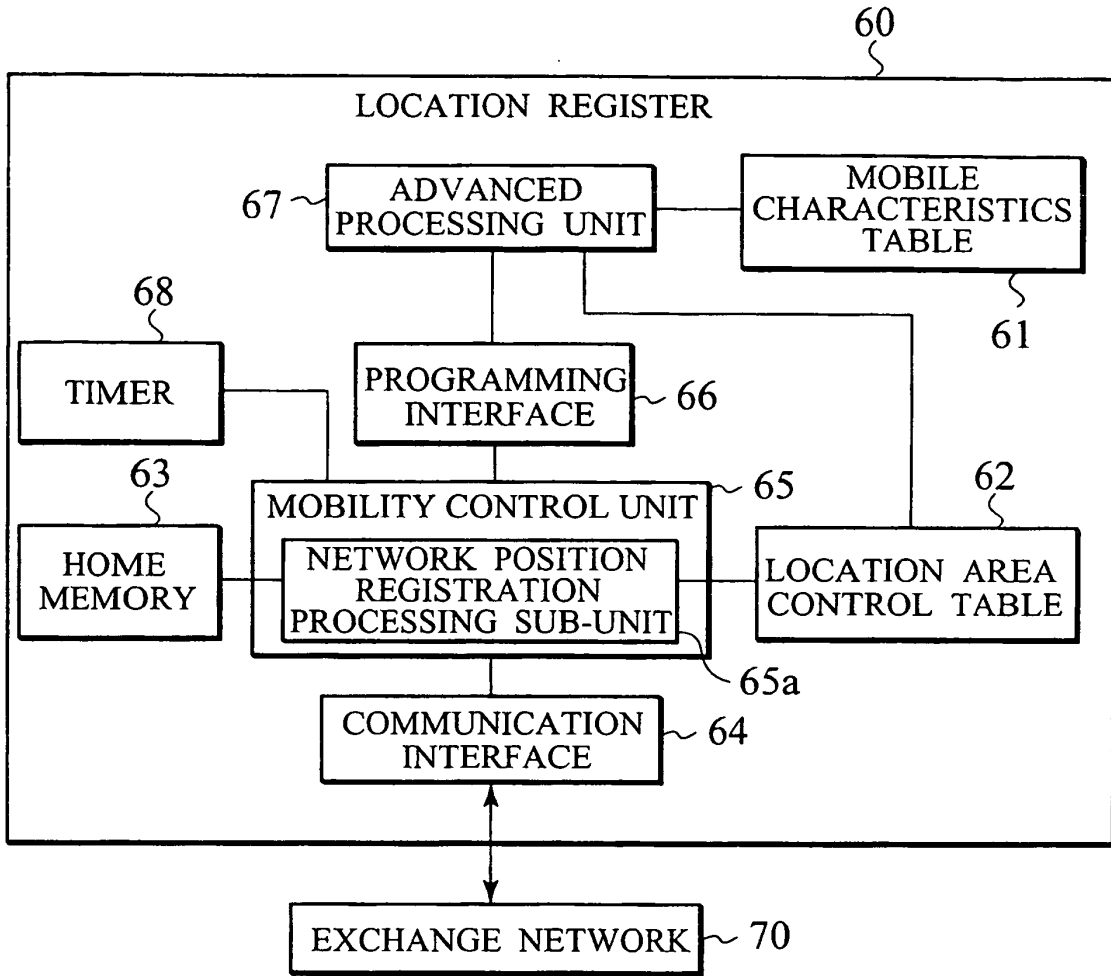 60
LOCATION REGISTER
67
ADVANCED
PROCESSING UNIT
MOBILE
CHARACTERISTICS
TABLE
61
68
TIMER
PROGRAMMING
INTERFACE
66
63
HOME
MEMORY
65
MOBILITY CONTROL UNIT
NETWORK POSITION
REGISTRATION
PROCESSING SUB-UNIT
65a
62
LOCATION AREA
CONTROL TABLE
COMMUNICATION
INTERFACE
64
EXCHANGE NETWORK
70